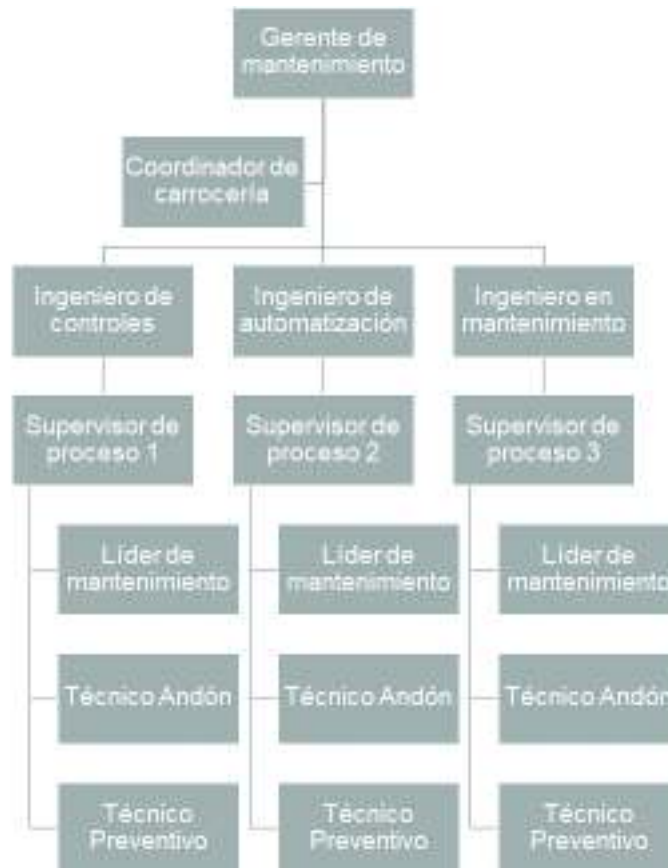 Gerente de
mantenimiento
Coordinador de
carrocería
Ingeniero de
controles
Ingeniero de
automatización
Ingeniero en
mantenimiento
Supervisor de
proceso 1
Supervisor de
proceso 2
Supervisor de
proceso 3
Líder de
mantenimiento
Líder de
mantenimiento
Líder de
mantenimiento
Técnico Andón
Técnico Andón
Técnico Andón
Técnico
Preventivo
Técnico
Preventivo
Técnico
Preventivo